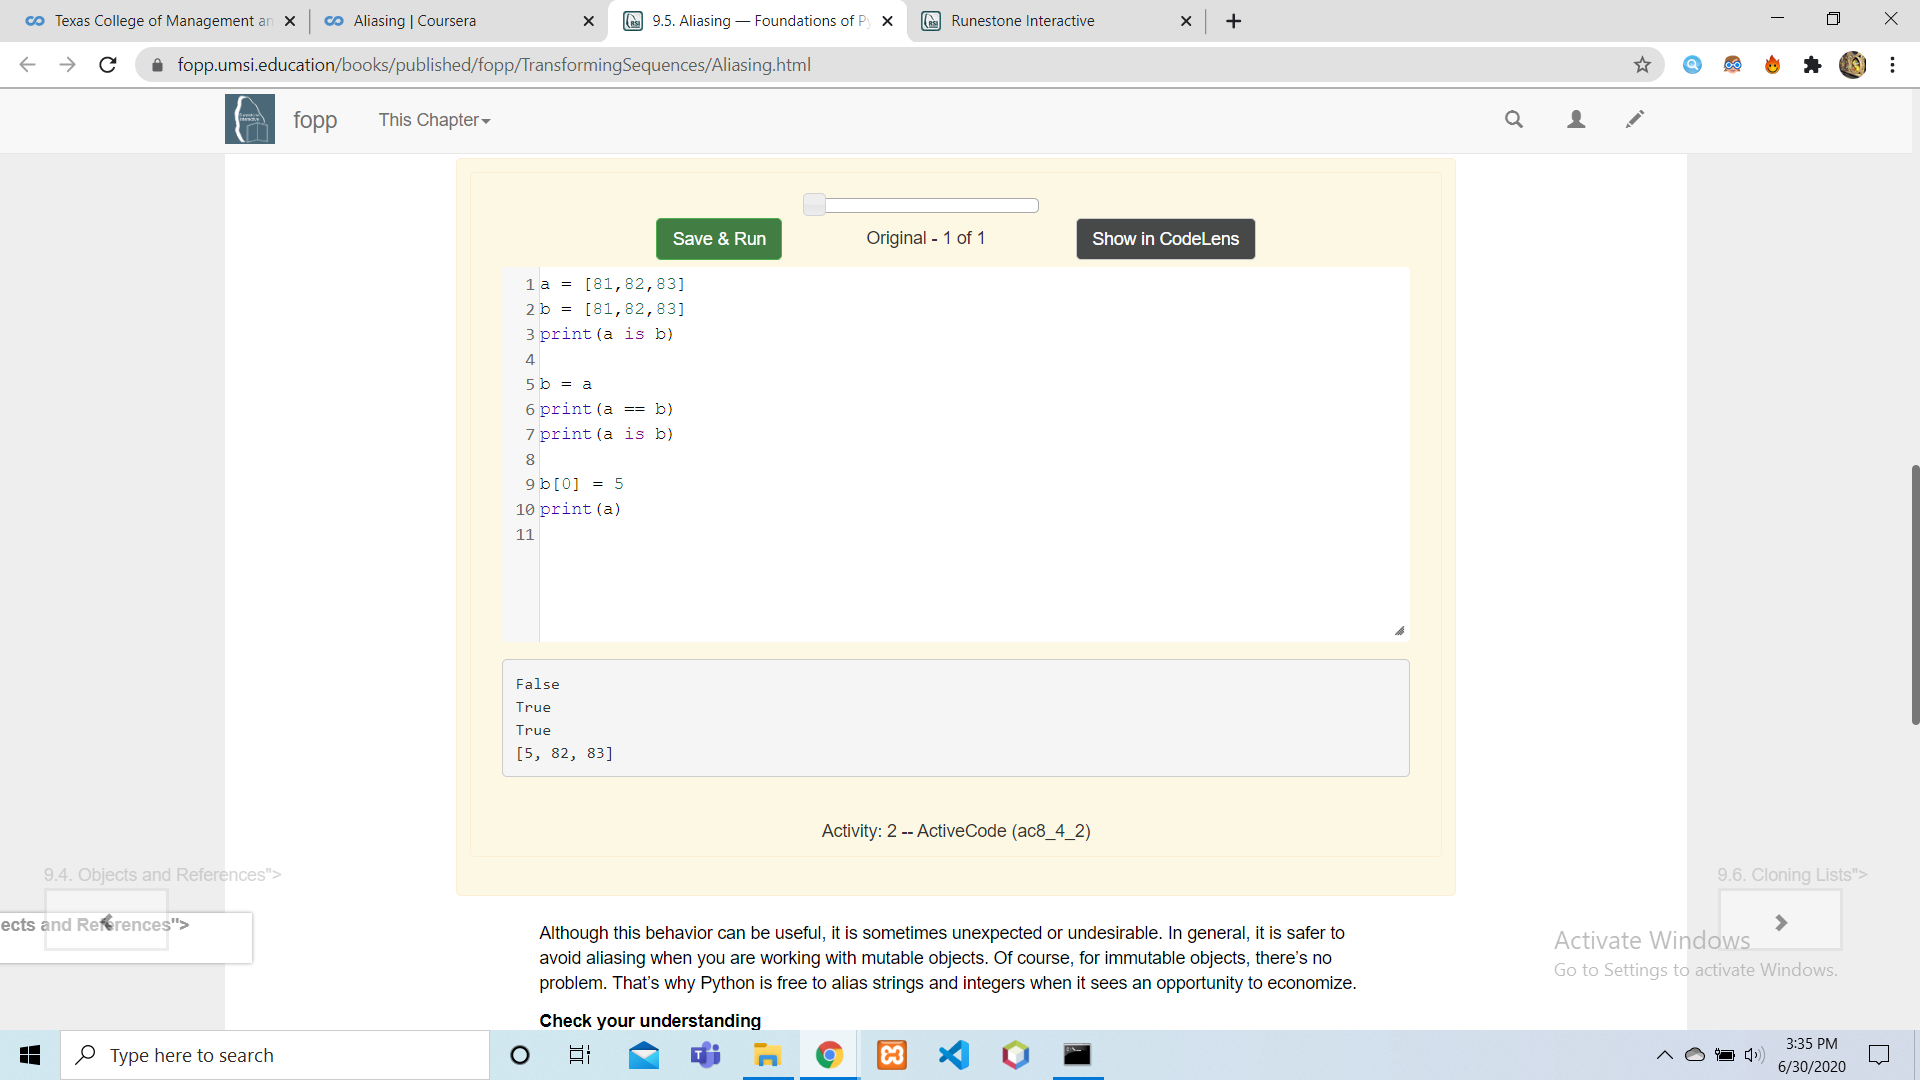 Texas College of Management an
Aliasing | Coursera
9.5. Aliasing — Foundations of P
Runestone Interactive
fopp.umsi.education/books/published/fopp/TransformingSequences/Aliasing.html
fopp
This Chapter
Save & Run
Original - 1 of 1
Show in CodeLens
1 a = [81,82,83]
2 b = [81,82,83]
3 print(a is b)
4
5 b = a
6 print(a == b)
7 print(a is b)
8
9 b[0] = 5
10 print(a)
11
False
True
True
[5, 82, 83]
Activity: 2 -- ActiveCode (ac8_4_2)
9.4. Objects and References">
9.6. Cloning Lists">
ects and References">
Although this behavior can be useful, it is sometimes unexpected or undesirable. In general, it is safer to
avoid aliasing when you are working with mutable objects. Of course, for immutable objects, there’s no
problem. That’s why Python is free to alias strings and integers when it sees an opportunity to economize.
Activate Windows
Go to Settings to activate Windows.
Check your understanding
Type here to search
3:35 PM
6/30/2020